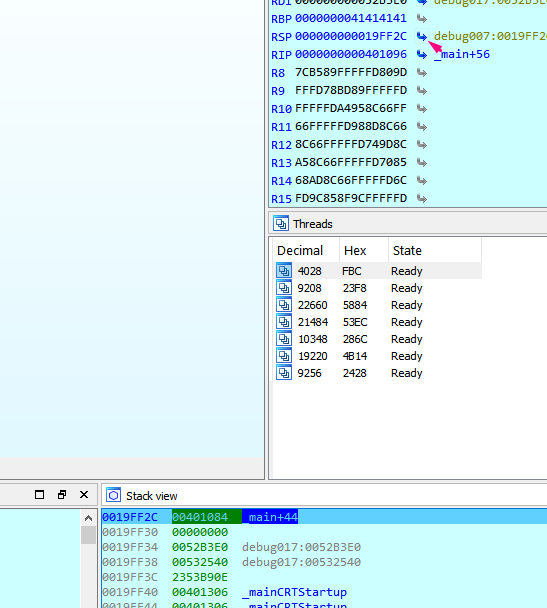 RBP 0000000041414141
RSP 000000000019FF2C debug007:0019FF2
RIP 0000000000401096 _main+56
R8 7CB589FFFFFD809D
R9 FFFD78BD89FFFFFD
R10 FFFFFDA4958C66FF
R11 66FFFFFD988D8C66
R12 8C66FFFFFD749D8C
R13 A58C66FFFFFD7085
R14 68AD8C66FFFFFD6C
R15 FD9C858F9CFFFFFD
Threads
Decimal Hex State
4028 FBC Ready
9208 23F8 Ready
22660 5884 Ready
21484 53EC Ready
10348 286C Ready
19220 4B14 Ready
9256 2428 Ready
Stack view
0019FF2C 00401084 _main+44
0019FF30 00000000
0019FF34 0052B3E0 debug017:0052B3E0
0019FF38 00532540 debug017:00532540
0019FF3C 2353B90E
0019FF40 00401306 _mainCRTStartup
0019FF44 00401306 _mainCRTStartup